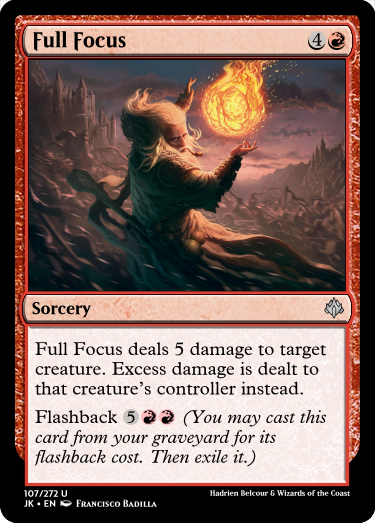 Full Focus 4
Sorcery
Full Focus deals 5 damage to target
creature. Excess damage is dealt to
that creature's controller instead.
Flashback 5 (You may cast this
card from your graveyard for its
flashback cost. Then exile it.)
107/272 U
JK • EN Francisco Badilla
Hadrien Belcour & Wizards of the Coast